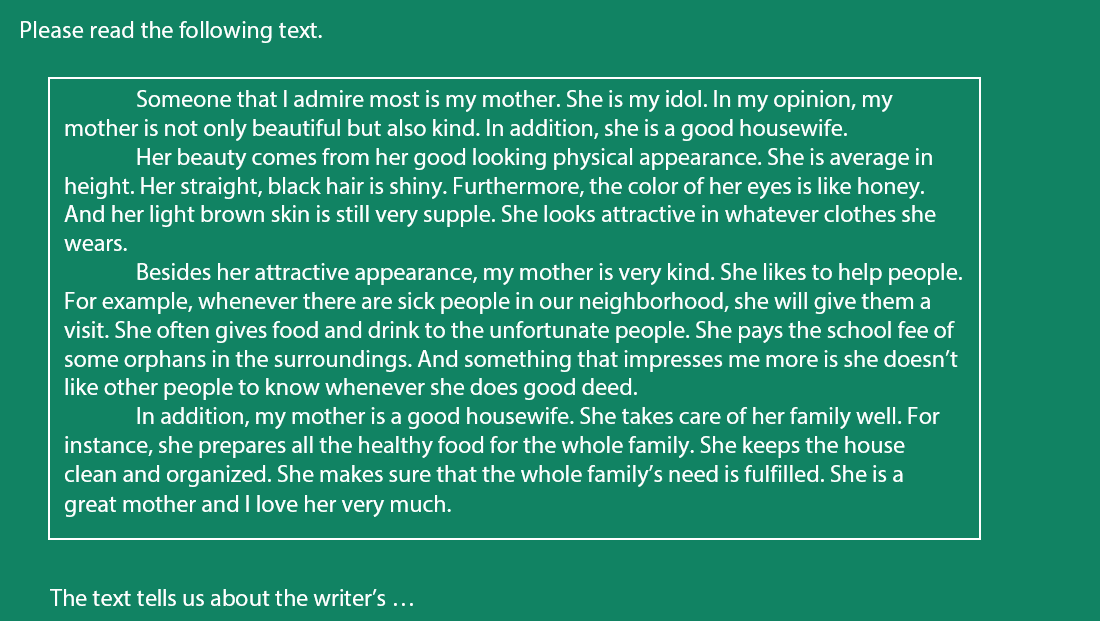 Please read the following text.
Someone that I admire most is my mother. She is my idol. In my opinion, my
mother is not only beautiful but also kind. In addition, she is a good housewife.
Her beauty comes from her good looking physical appearance. She is average in
height. Her straight, black hair is shiny. Furthermore, the color of her eyes is like honey.
And her light brown skin is still very supple. She looks attractive in whatever clothes she
wears.
Besides her attractive appearance, my mother is very kind. She likes to help people.
For example, whenever there are sick people in our neighborhood, she will give them a
visit. She often gives food and drink to the unfortunate people. She pays the school fee of
some orphans in the surroundings. And something that impresses me more is she doesn’t
like other people to know whenever she does good deed.
In addition, my mother is a good housewife. She takes care of her family well. For
instance, she prepares all the healthy food for the whole family. She keeps the house
clean and organized. She makes sure that the whole family’s need is fulfilled. She is a
great mother and I love her very much.
The text tells us about the writer’s …